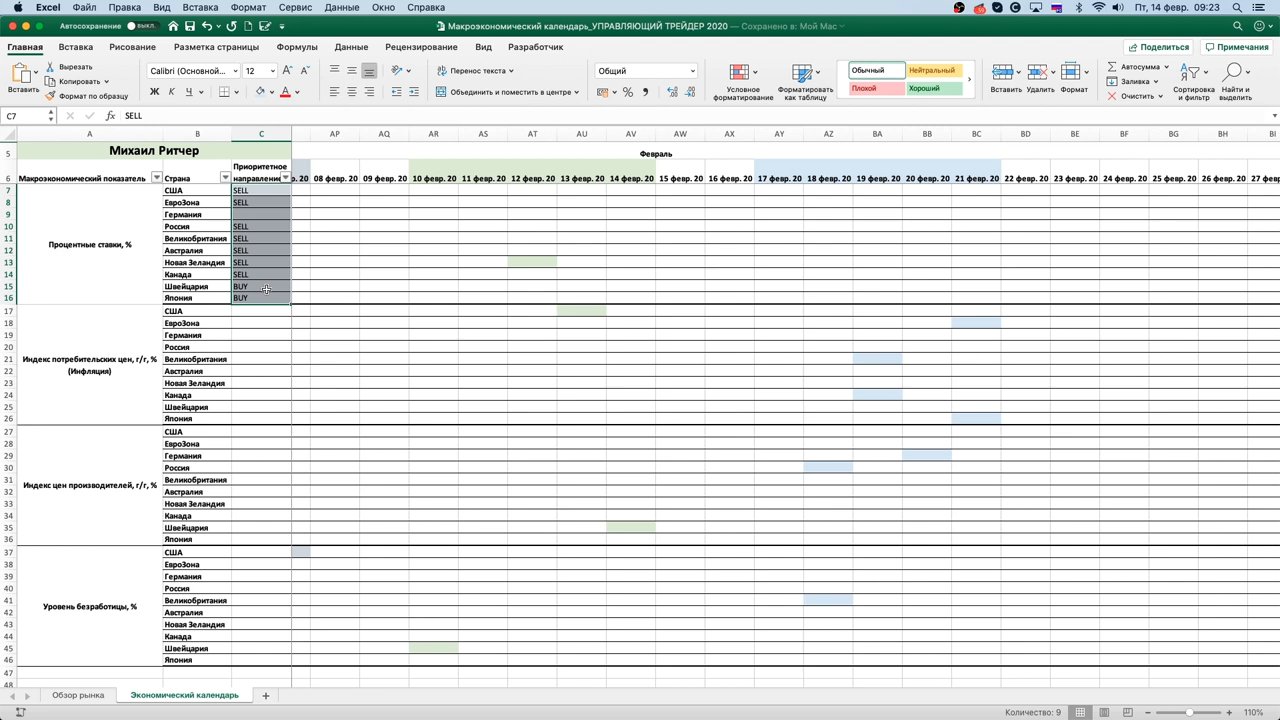 Excel Файл Правка Вид Вставка Формат Сервис Данные Окно Справка Пт, 14 февр. 09:23
Автосохранение ВЫКЛ. Макроэкономический календарь_УПРАВЛЯЮЩИЙ ТРЕЙДЕР 2020 — Сохранено в: Мой Mac
Главная Вставка Рисование Разметка страницы Формулы Данные Рецензирование Вид Разработчик Поделиться Примечания
Вставить Вырезать Копировать Формат по образцу
Calibri (Основной... 12 Ж К Ч
Перенос текста Объединить и поместить в центре
Общий
Условное форматирование Форматировать как таблицу
Обычный Нейтральный Плохой Хороший
Вставить Удалить Формат
Автосумма Заливка Очистить
Сортировка и фильтр Найти и выделить
C7 fx SELL
A B C AP AQ AR AS AT AU AV AW AX AY AZ BA BB BC BD BE BF BG BH BI
5 Михаил Ритчер Февраль
6 Макроэкономический показатель Страна Приоритетное направление р. 20 08 февр. 20 09 февр. 20 10 февр. 20 11 февр. 20 12 февр. 20 13 февр. 20 14 февр. 20 15 февр. 20 16 февр. 20 17 февр. 20 18 февр. 20 19 февр. 20 20 февр. 20 21 февр. 20 22 февр. 20 23 февр. 20 24 февр. 20 25 февр. 20 26 февр. 20 27 февр
7 США SELL
8 ЕвроЗона SELL
9 Германия
10 Россия SELL
Процентные ставки, %
11 Великобритания SELL
12 Австралия SELL
13 Новая Зеландия SELL
14 Канада SELL
15 Швейцария BUY
16 Япония BUY
17 США
18 ЕвроЗона
19 Германия
20 Россия
Индекс потребительских цен, г/г, %
(Инфляция)
21 Великобритания
22 Австралия
23 Новая Зеландия
24 Канада
25 Швейцария
26 Япония
27 США
28 ЕвроЗона
29 Германия
30 Россия
Индекс цен производителей, г/г, %
31 Великобритания
32 Австралия
33 Новая Зеландия
34 Канада
35 Швейцария
36 Япония
37 США
38 ЕвроЗона
39 Германия
40 Россия
Уровень безработицы, %
41 Великобритания
42 Австралия
43 Новая Зеландия
44 Канада
45 Швейцария
46 Япония
47
48
Обзор рынка Экономический календарь
Количество: 9 110%